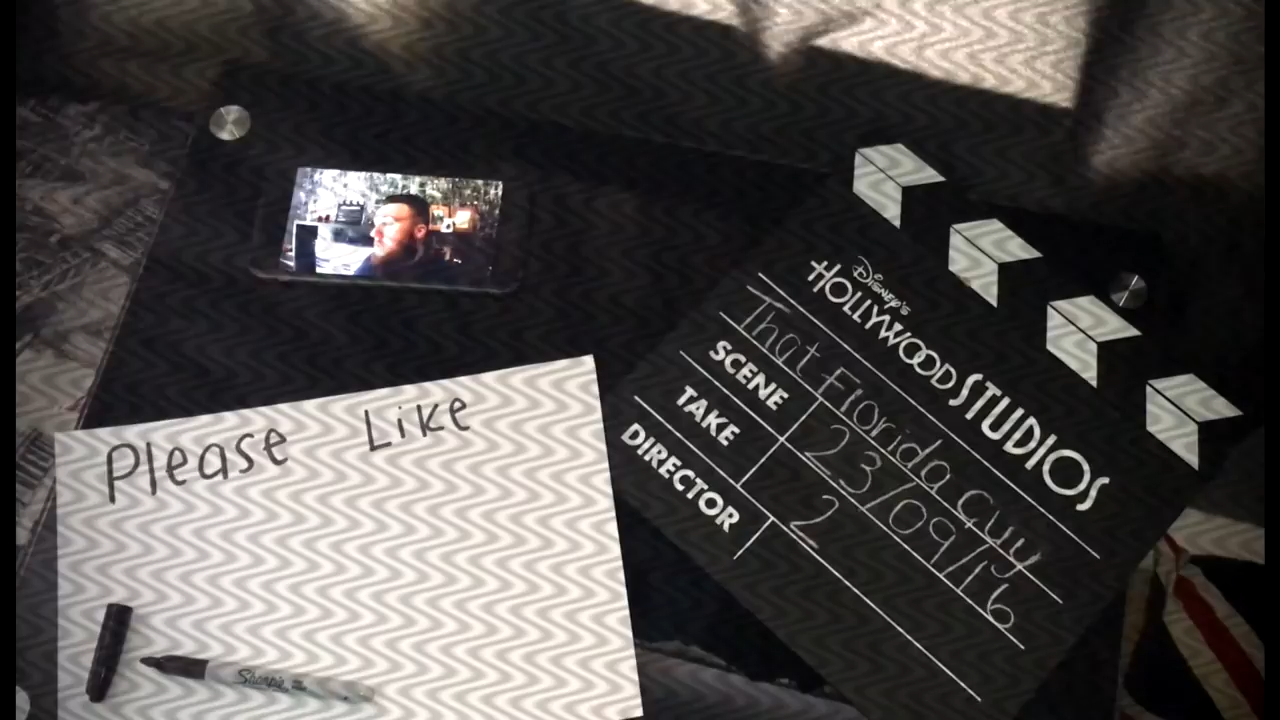 Please Like
Sharpie
Disney's
HOLLYWOOD STUDIOS
That Florida Guy
SCENE 23/09/16
TAKE 2
DIRECTOR